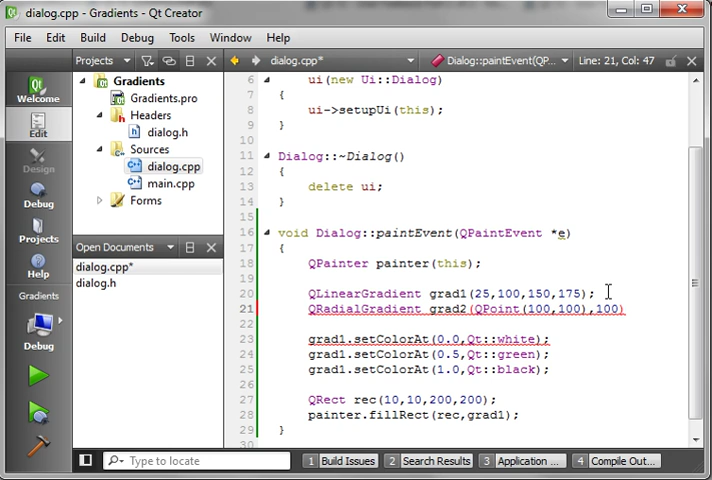 dialog.cpp - Gradients - Qt Creator
File Edit Build Debug Tools Window Help
Projects
dialog.cpp*
Dialog::paintEvent(QP...
Line: 21, Col: 47
Welcome
Edit
Design
Debug
Projects
Help
Gradients
Debug
Gradients
Gradients.pro
Headers
dialog.h
Sources
dialog.cpp
main.cpp
Forms
Open Documents
dialog.cpp*
dialog.h
6 ui(new Ui::Dialog)
7 {
8 ui->setupUi(this);
9 }
10
11 Dialog::~Dialog()
12 {
13 delete ui;
14 }
15
16 void Dialog::paintEvent(QPaintEvent *e)
17 {
18 QPainter painter(this);
19
20 QLinearGradient grad1(25,100,150,175);
21 QRadialGradient grad2(QPoint(100,100),100)
22
23 grad1.setColorAt(0.0,Qt::white);
24 grad1.setColorAt(0.5,Qt::green);
25 grad1.setColorAt(1.0,Qt::black);
26
27 QRect rec(10,10,200,200);
28 painter.fillRect(rec,grad1);
29 }
30
Type to locate
1 Build Issues
2 Search Results
3 Application ...
4 Compile Out...